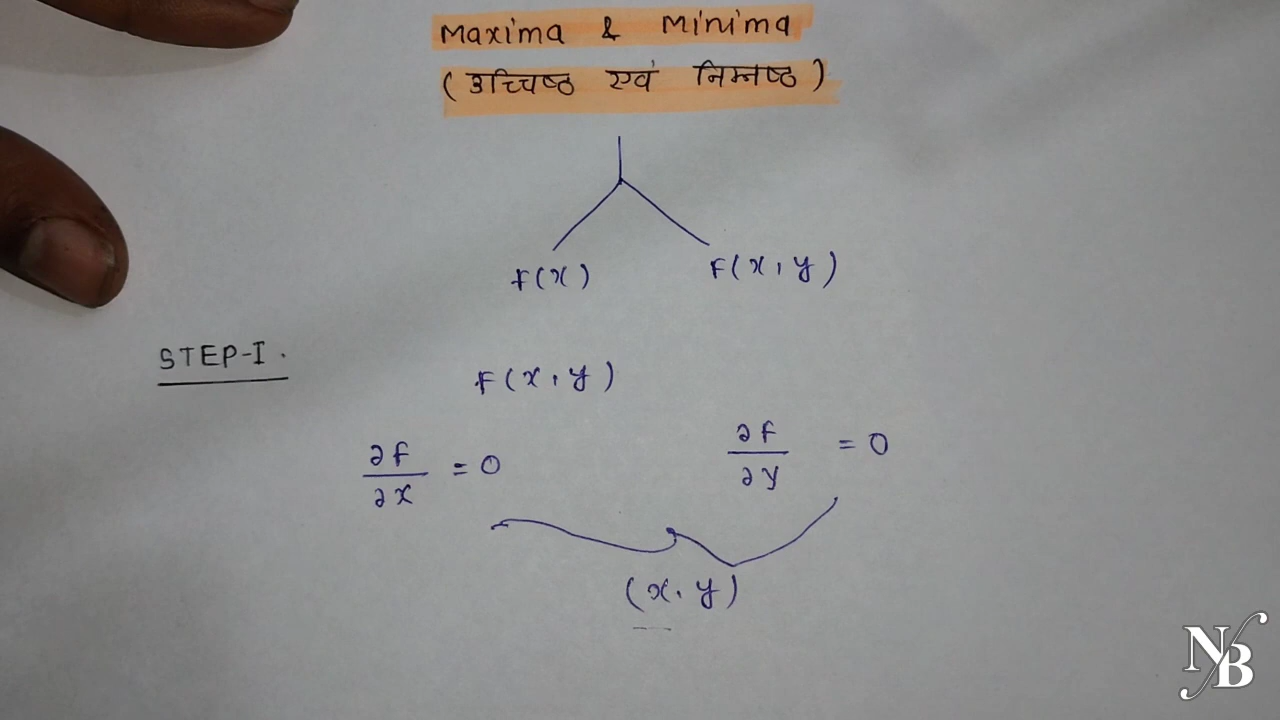 Maxima & Minima
(उच्चिष्ठ एवं निम्नष्ठ)
F(x) F(x, y)
STEP-I.
F(x, y)
∂F/∂x = 0 ∂F/∂y = 0
(x, y)
NB